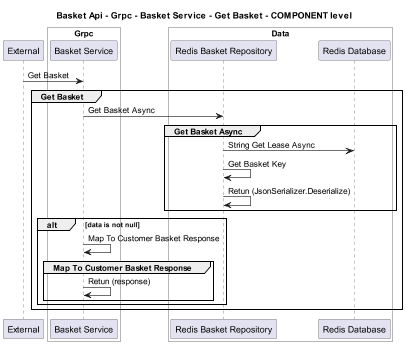 Basket Api - Grpc - Basket Service - Get Basket - COMPONENT level
Grpc
Data
External
Basket Service
Redis Basket Repository
Redis Database
Get Basket
Get Basket
Get Basket Async
Get Basket Async
String Get Lease Async
Get Basket Key
Retun (JsonSerializer.Deserialize)
alt [data is not null]
Map To Customer Basket Response
Map To Customer Basket Response
Retun (response)
External
Basket Service
Redis Basket Repository
Redis Database